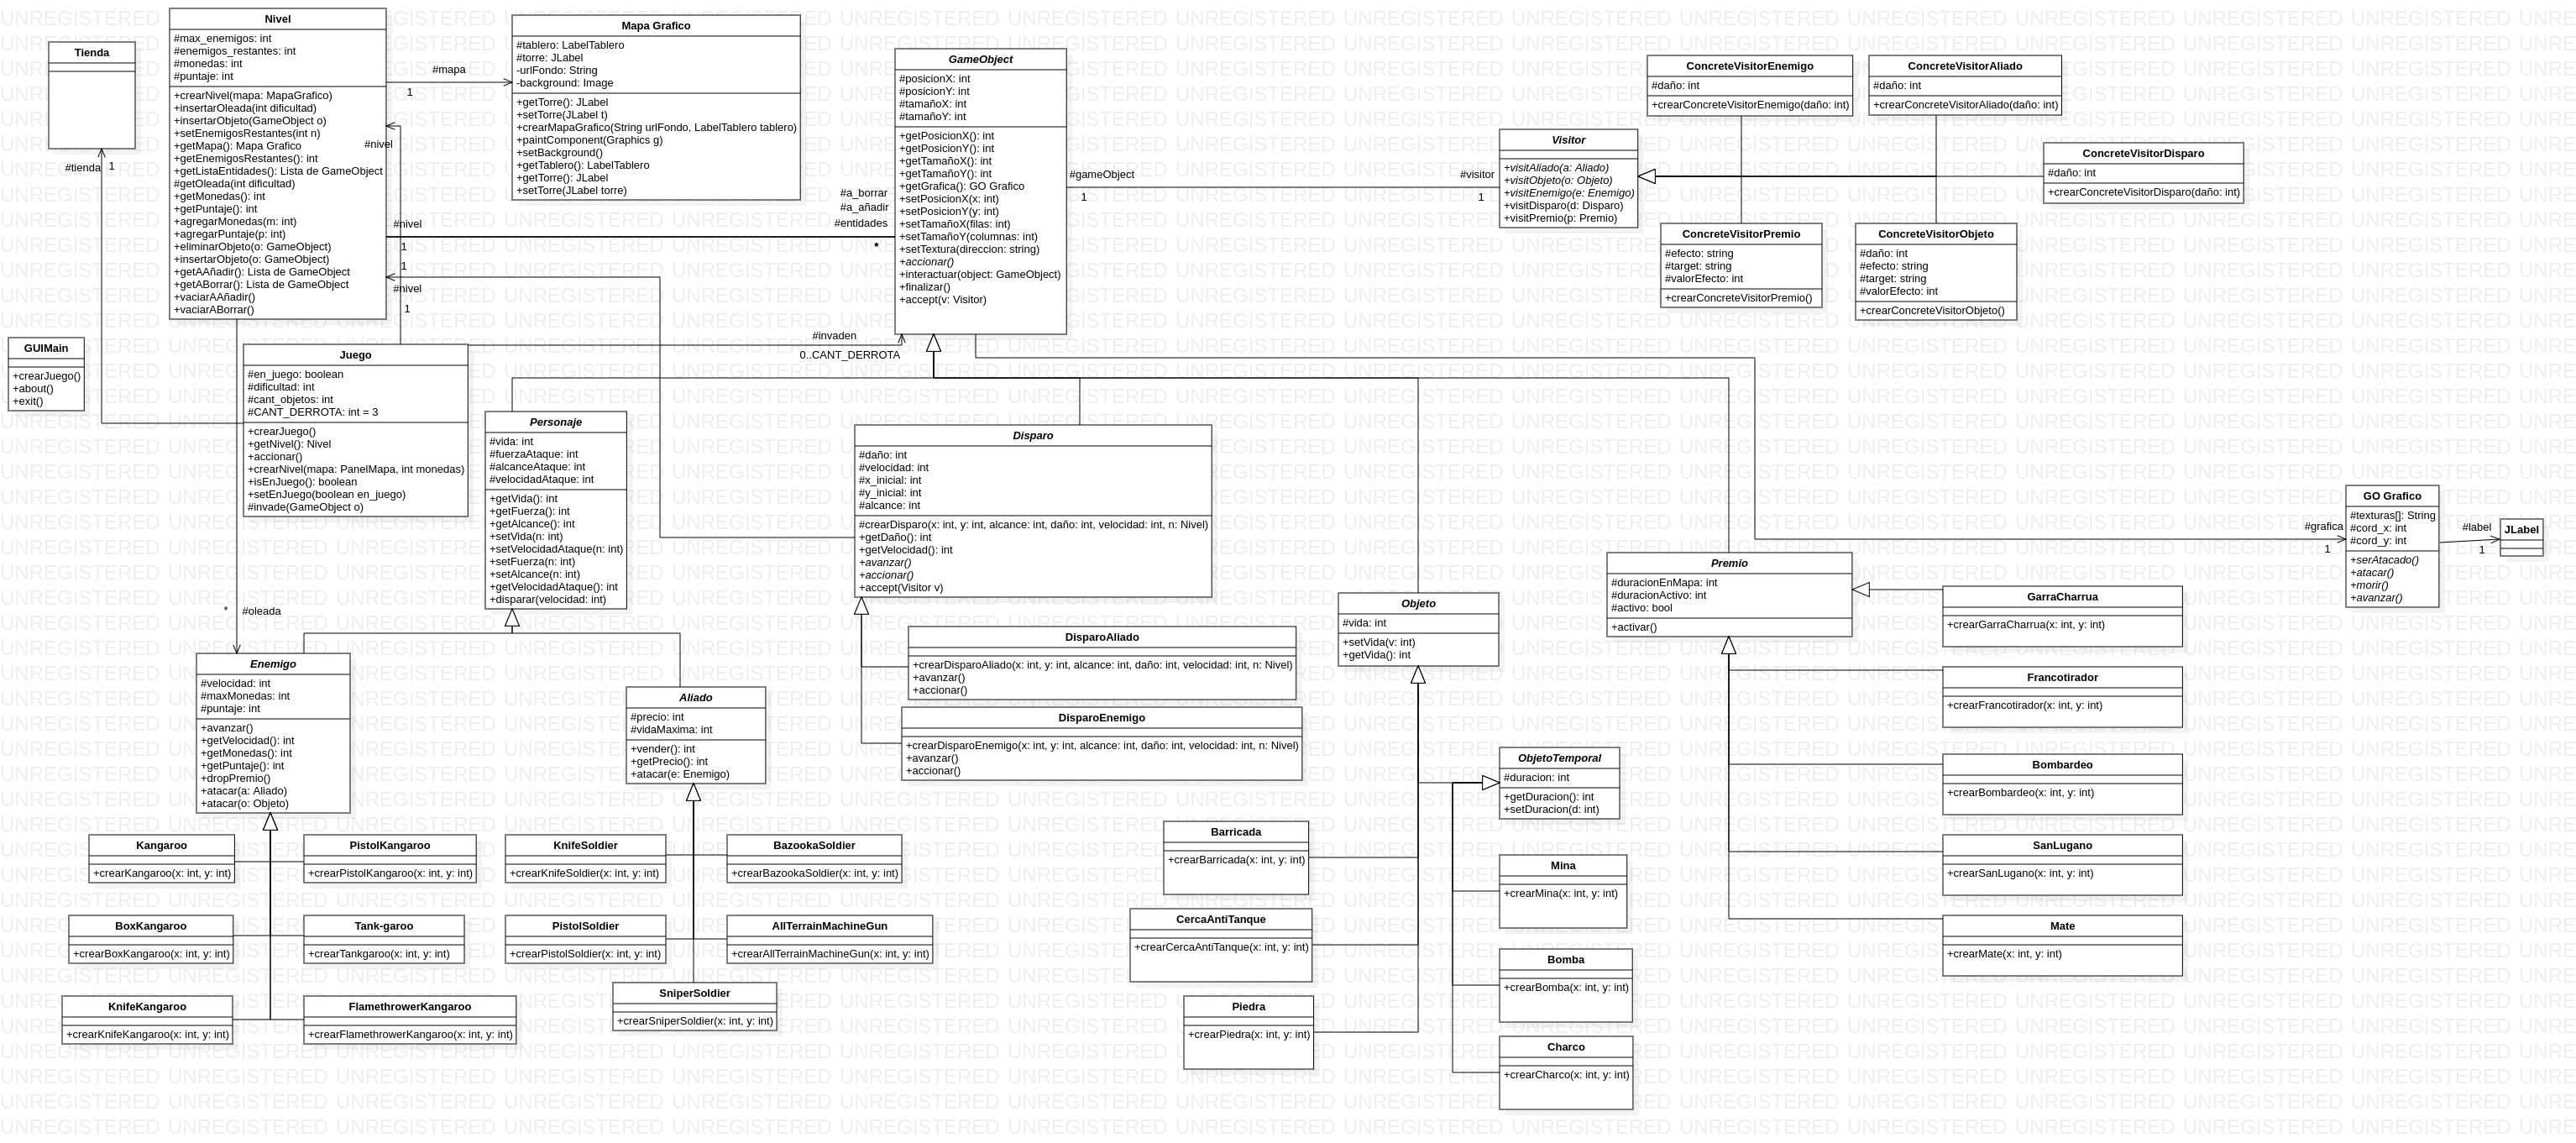 Nivel
#max_enemigos: int
#enemigos_restantes: int
#monedas: int
#puntaje: int
+crearNivel(mapa: MapaGrafico)
+insertarOleada(int dificultad)
+insertarObjeto(GameObject o)
+setEnemigosRestantes(int n)
+getMapa(): Mapa Grafico
+getEnemigosRestantes(): int
+getListaEntidades(): Lista de GameObject
#getOleada(int dificultad)
+getMonedas(): int
+getPuntaje(): int
+agregarMonedas(m: int)
+agregarPuntaje(p: int)
+eliminarObjeto(o: GameObject)
+insertarObjeto(o: GameObject)
+getAAñadir(): Lista de GameObject
+getABorrar(): Lista de GameObject
+vaciarAAñadir()
+vaciarABorrar()
Tienda
#tienda
1
#mapa
1
Mapa Grafico
#tablero: LabelTablero
#torre: JLabel
-urlFondo: String
-background: Image
+getTorre(): JLabel
+setTorre(JLabel t)
+crearMapaGrafico(String urlFondo, LabelTablero tablero)
+paintComponent(Graphics g)
+setBackground()
+getTablero(): LabelTablero
+getTorre(): JLabel
+setTorre(JLabel torre)
#nivel
#nivel
1
1
#nivel
1
#a_borrar
#a_añadir
#entidades
*
GameObject
#posicionX: int
#posicionY: int
#tamañoX: int
#tamañoY: int
+getPosicionX(): int
+getPosicionY(): int
+getTamañoX(): int
+getTamañoY(): int
+getGrafica(): GO Grafico
+setPosicionX(x: int)
+setPosicionY(y: int)
+setTamañoX(filas: int)
+setTamañoY(columnas: int)
+setTextura(direccion: string)
+accionar()
+interactuar(object: GameObject)
+finalizar()
+accept(v: Visitor)
#gameObject
1
#visitor
1
Visitor
+visitAliado(a: Aliado)
+visitObjeto(o: Objeto)
+visitEnemigo(e: Enemigo)
+visitDisparo(d: Disparo)
+visitPremio(p: Premio)
ConcreteVisitorEnemigo
#daño: int
+crearConcreteVisitorEnemigo(daño: int)
ConcreteVisitorAliado
#daño: int
+crearConcreteVisitorAliado(daño: int)
ConcreteVisitorDisparo
#daño: int
+crearConcreteVisitorDisparo(daño: int)
ConcreteVisitorPremio
#efecto: string
#target: string
#valorEfecto: int
+crearConcreteVisitorPremio()
ConcreteVisitorObjeto
#daño: int
#efecto: string
#target: string
#valorEfecto: int
+crearConcreteVisitorObjeto()
GUIMain
+crearJuego()
+about()
+exit()
Juego
#en_juego: boolean
#dificultad: int
#cant_objetos: int
#CANT_DERROTA: int = 3
+crearJuego()
+getNivel(): Nivel
+accionar()
+crearNivel(mapa: PanelMapa, int monedas)
+isEnJuego(): boolean
+setEnJuego(boolean en_juego)
#invade(GameObject o)
#invaden
0..CANT_DERROTA
Personaje
#vida: int
#fuerzaAtaque: int
#alcanceAtaque: int
#velocidadAtaque: int
+getVida(): int
+getFuerza(): int
+getAlcance(): int
+setVida(n: int)
+setVelocidadAtaque(n: int)
+setFuerza(n: int)
+setAlcance(n: int)
+getVelocidadAtaque(): int
+disparar(velocidad: int)
Disparo
#daño: int
#velocidad: int
#x_inicial: int
#y_inicial: int
#alcance: int
#crearDisparo(x: int, y: int, alcance: int, daño: int, velocidad: int, n: Nivel)
+getDaño(): int
+getVelocidad(): int
+avanzar()
+accionar()
+accept(Visitor v)
#grafica
1
GO Grafico
#texturas[]: String
#cord_x: int
#cord_y: int
+serAtacado()
+atacar()
+morir()
+avanzar()
#label
1
JLabel
* #oleada
Enemigo
#velocidad: int
#maxMonedas: int
#puntaje: int
+avanzar()
+getVelocidad(): int
+getMonedas(): int
+getPuntaje(): int
+dropPremio()
+atacar(a: Aliado)
+atacar(o: Objeto)
Aliado
#precio: int
#vidaMaxima: int
+vender(): int
+getPrecio(): int
+atacar(e: Enemigo)
DisparoAliado
+crearDisparoAliado(x: int, y: int, alcance: int, daño: int, velocidad: int, n: Nivel)
+avanzar()
+accionar()
DisparoEnemigo
+crearDisparoEnemigo(x: int, y: int, alcance: int, daño: int, velocidad: int, n: Nivel)
+avanzar()
+accionar()
Objeto
#vida: int
+setVida(v: int)
+getVida(): int
Premio
#duracionEnMapa: int
#duracionActivo: int
#activo: bool
+activar()
GarraCharrua
+crearGarraCharrua(x: int, y: int)
Francotirador
+crearFrancotirador(x: int, y: int)
Bombardeo
+crearBombardeo(x: int, y: int)
SanLugano
+crearSanLugano(x: int, y: int)
Mate
+crearMate(x: int, y: int)
ObjetoTemporal
#duracion: int
+getDuracion(): int
+setDuracion(d: int)
Barricada
+crearBarricada(x: int, y: int)
CercaAntiTanque
+crearCercaAntiTanque(x: int, y: int)
Piedra
+crearPiedra(x: int, y: int)
Mina
+crearMina(x: int, y: int)
Bomba
+crearBomba(x: int, y: int)
Charco
+crearCharco(x: int, y: int)
Kangaroo
+crearKangaroo(x: int, y: int)
PistolKangaroo
+crearPistolKangaroo(x: int, y: int)
BoxKangaroo
+crearBoxKangaroo(x: int, y: int)
Tank-garoo
+crearTankgaroo(x: int, y: int)
KnifeKangaroo
+crearKnifeKangaroo(x: int, y: int)
FlamethrowerKangaroo
+crearFlamethrowerKangaroo(x: int, y: int)
KnifeSoldier
+crearKnifeSoldier(x: int, y: int)
BazookaSoldier
+crearBazookaSoldier(x: int, y: int)
PistolSoldier
+crearPistolSoldier(x: int, y: int)
AllTerrainMachineGun
+crearAllTerrainMachineGun(x: int, y: int)
SniperSoldier
+crearSniperSoldier(x: int, y: int)
UNREGISTERED